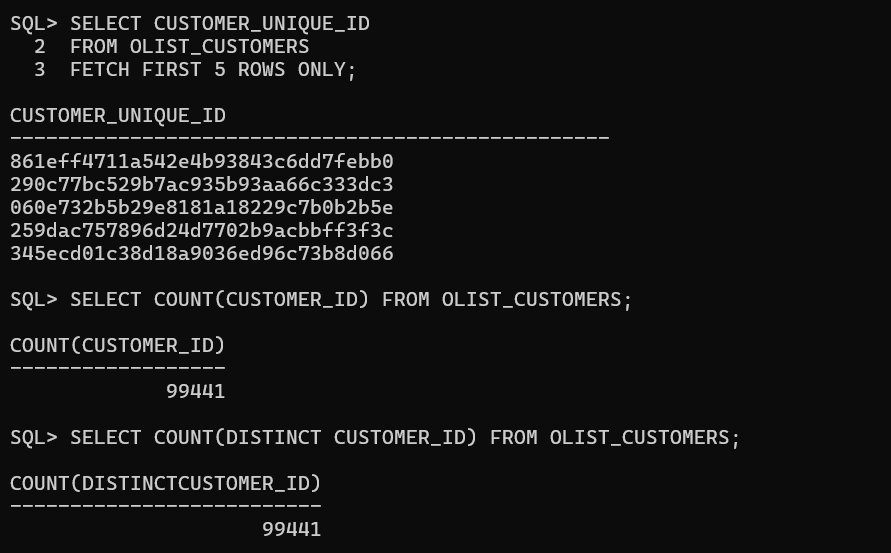 SQL> SELECT CUSTOMER_UNIQUE_ID
  2  FROM OLIST_CUSTOMERS
  3  FETCH FIRST 5 ROWS ONLY;
CUSTOMER_UNIQUE_ID
--------------------------------------------------
861eff4711a542e4b93843c6dd7febb0
290c77bc529b7ac935b93aa66c333dc3
060e732b5b29e8181a18229c7b0b2b5e
259dac757896d24d7702b9acbbff3f3c
345ecd01c38d18a9036ed96c73b8d066
SQL> SELECT COUNT(CUSTOMER_ID) FROM OLIST_CUSTOMERS;
COUNT(CUSTOMER_ID)
------------------
             99441
SQL> SELECT COUNT(DISTINCT CUSTOMER_ID) FROM OLIST_CUSTOMERS;
COUNT(DISTINCTCUSTOMER_ID)
--------------------------
                     99441